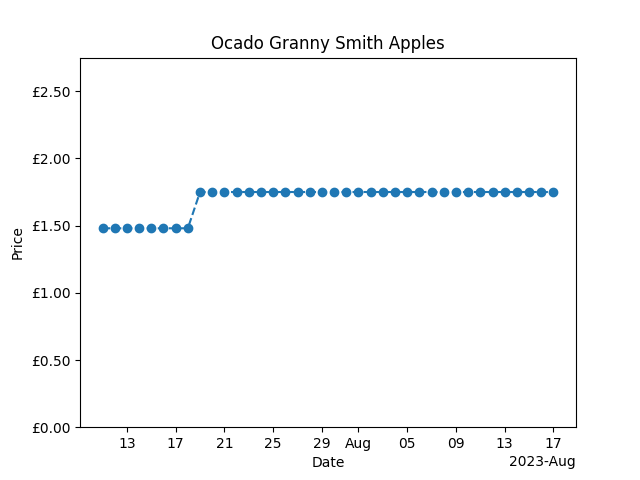 Ocado Granny Smith Apples
£2.50
£2.00
£1.50
£1.00
£0.50
£0.00
Price
13 17 21 25 29 Aug 05 09 13 17
Date
2023-Aug